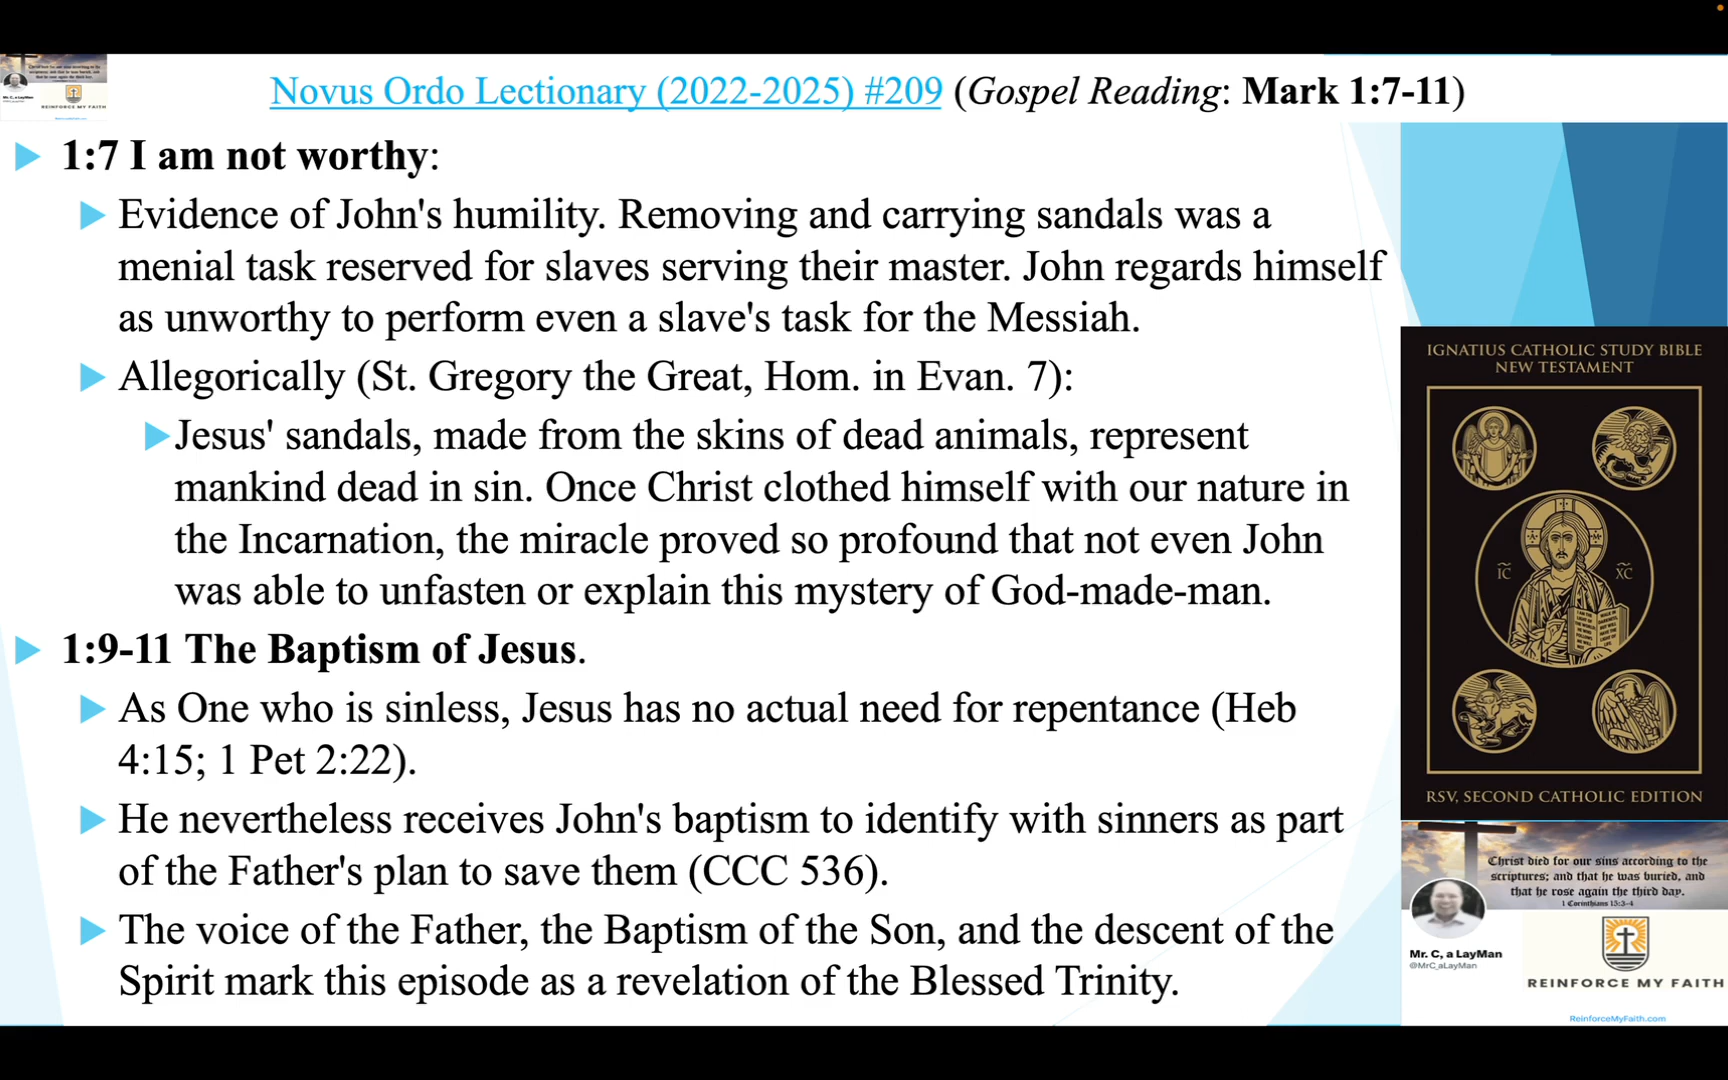 Novus Ordo Lectionary (2022-2025) #209 (Gospel Reading: Mark 1:7-11)
1:7 I am not worthy:
Evidence of John's humility. Removing and carrying sandals was a
menial task reserved for slaves serving their master. John regards himself
as unworthy to perform even a slave's task for the Messiah.
Allegorically (St. Gregory the Great, Hom. in Evan. 7):
Jesus' sandals, made from the skins of dead animals, represent
mankind dead in sin. Once Christ clothed himself with our nature in
the Incarnation, the miracle proved so profound that not even John
was able to unfasten or explain this mystery of God-made-man.
1:9-11 The Baptism of Jesus.
As One who is sinless, Jesus has no actual need for repentance (Heb
4:15; 1 Pet 2:22).
He nevertheless receives John's baptism to identify with sinners as part
of the Father's plan to save them (CCC 536).
The voice of the Father, the Baptism of the Son, and the descent of the
Spirit mark this episode as a revelation of the Blessed Trinity.
IGNATIUS CATHOLIC STUDY BIBLE
NEW TESTAMENT
IC XC
RSV, SECOND CATHOLIC EDITION
Christ died for our sins according to the
scriptures; and that he was buried, and
that he rose again the third day.
1 Corinthians 15:3-4
Mr. C, a LayMan
@MrC_aLayMan
REINFORCE MY FAITH
ReinforceMyFaith.com